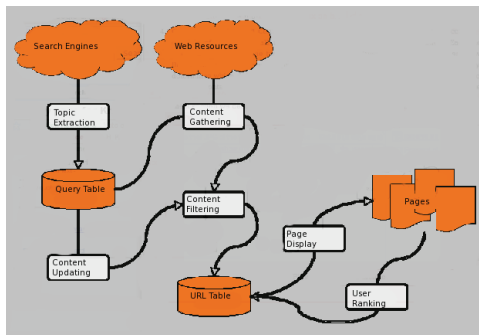 Search Engines
Web Resources
Topic
Extraction
Content
Gathering
Query Table
Content
Filtering
Pages
Page
Display
Content
Updating
URL Table
User
Ranking